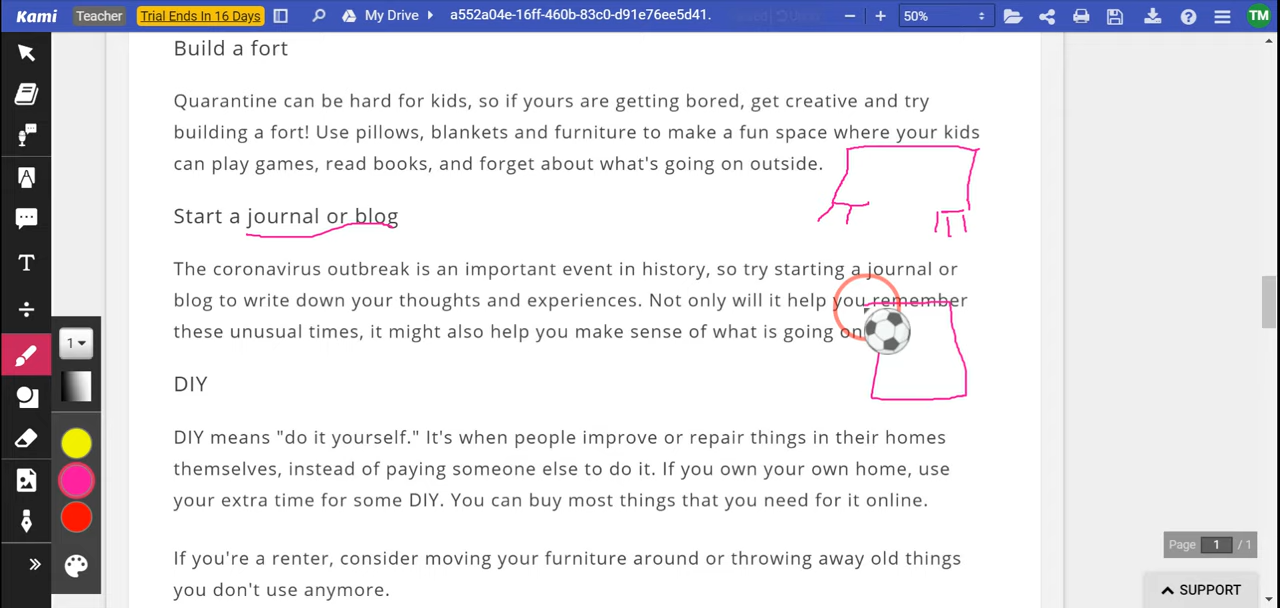 Kami
Teacher
Trial Ends In 16 Days
My Drive
a552a04e-16ff-460b-83c0-d91e76ee5d41.
50%
Build a fort
Quarantine can be hard for kids, so if yours are getting bored, get creative and try
building a fort! Use pillows, blankets and furniture to make a fun space where your kids
can play games, read books, and forget about what's going on outside.
Start a journal or blog
The coronavirus outbreak is an important event in history, so try starting a journal or
blog to write down your thoughts and experiences. Not only will it help you remember
these unusual times, it might also help you make sense of what is going on
DIY
DIY means "do it yourself." It's when people improve or repair things in their homes
themselves, instead of paying someone else to do it. If you own your own home, use
your extra time for some DIY. You can buy most things that you need for it online.
If you're a renter, consider moving your furniture around or throwing away old things
you don't use anymore.
1
T
TM
Page 1 / 1
SUPPORT